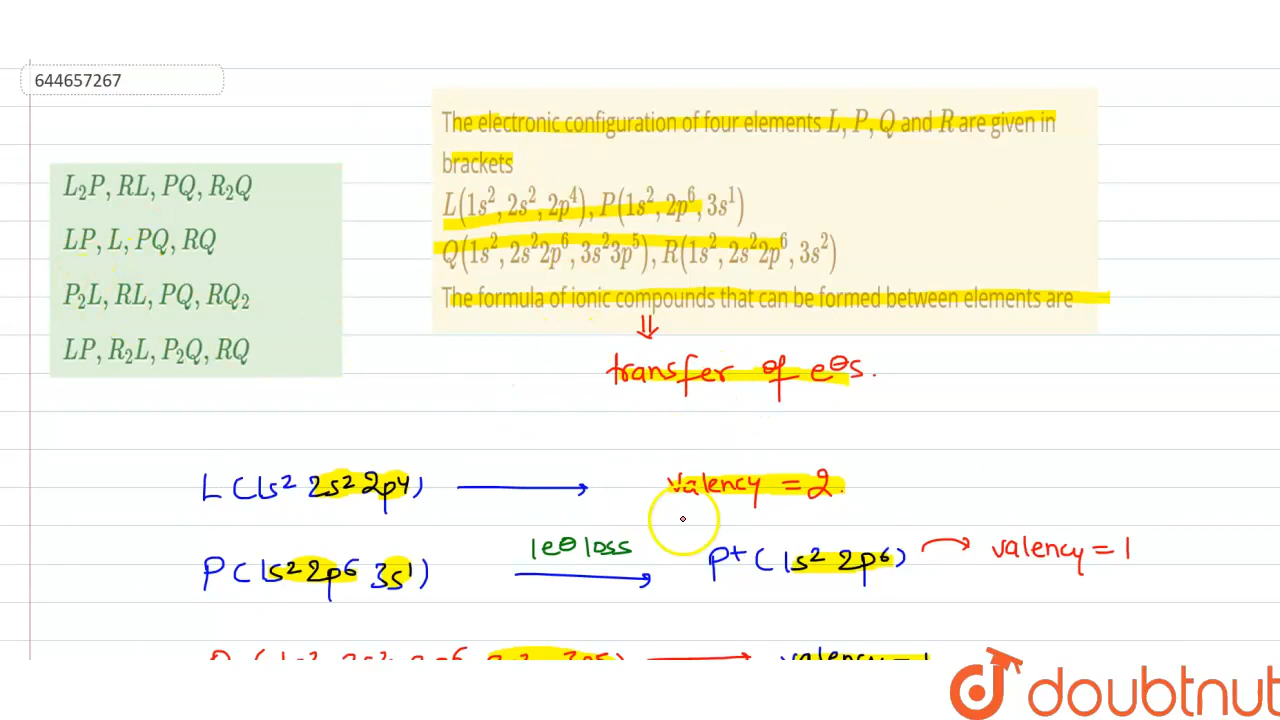 644657267
The electronic configuration of four elements L, P, Q and R are given in
brackets
L(1s², 2s², 2p⁴), P(1s², 2p⁶, 3s¹)
Q(1s², 2s²2p⁶, 3s²3p⁵), R(1s², 2s²2p⁶, 3s²)
The formula of ionic compounds that can be formed between elements are
L₂P, RL, PQ, R₂Q
LP, L, PQ, RQ
P₂L, RL, PQ, RQ₂
LP, R₂L, P₂Q, RQ
⇓
transfer of e⊖s.
L (1s² 2s² 2p⁴) ⟶ valency = 2.
1e⊖ loss
P (1s² 2p⁶ 3s¹) ⟶ P⁺ (1s² 2p⁶) → valency = 1
doubtnut